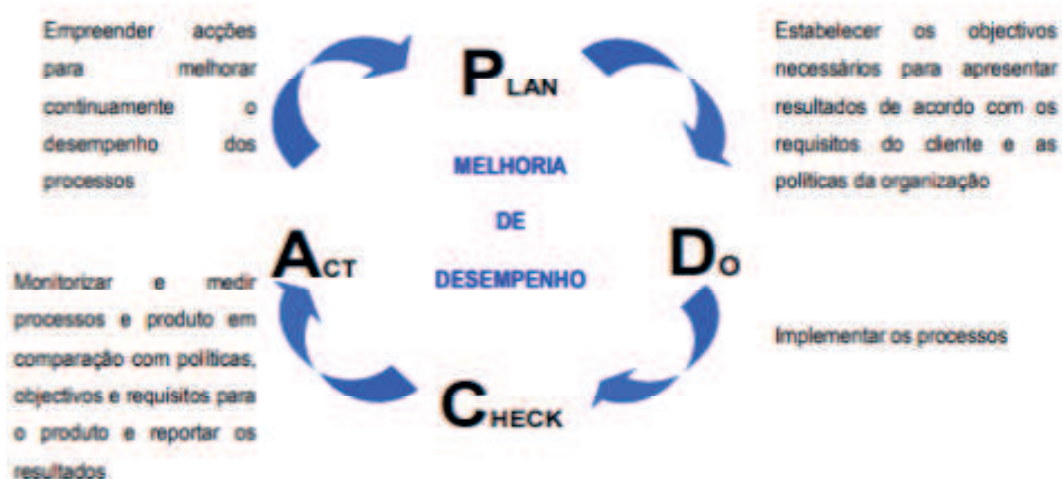 Empreender acções
para melhorar
continuamente o
desempenho dos
processos
PLAN
Estabelecer os objectivos
necessários para apresentar
resultados de acordo com os
requisitos do cliente e as
políticas da organização
MELHORIA
DE
DESEMPENHO
ACT
DO
Monitorizar e medir
processos e produto em
comparação com políticas,
objectivos e requisitos para
o produto e reportar os
resultados
Implementar os processos
CHECK